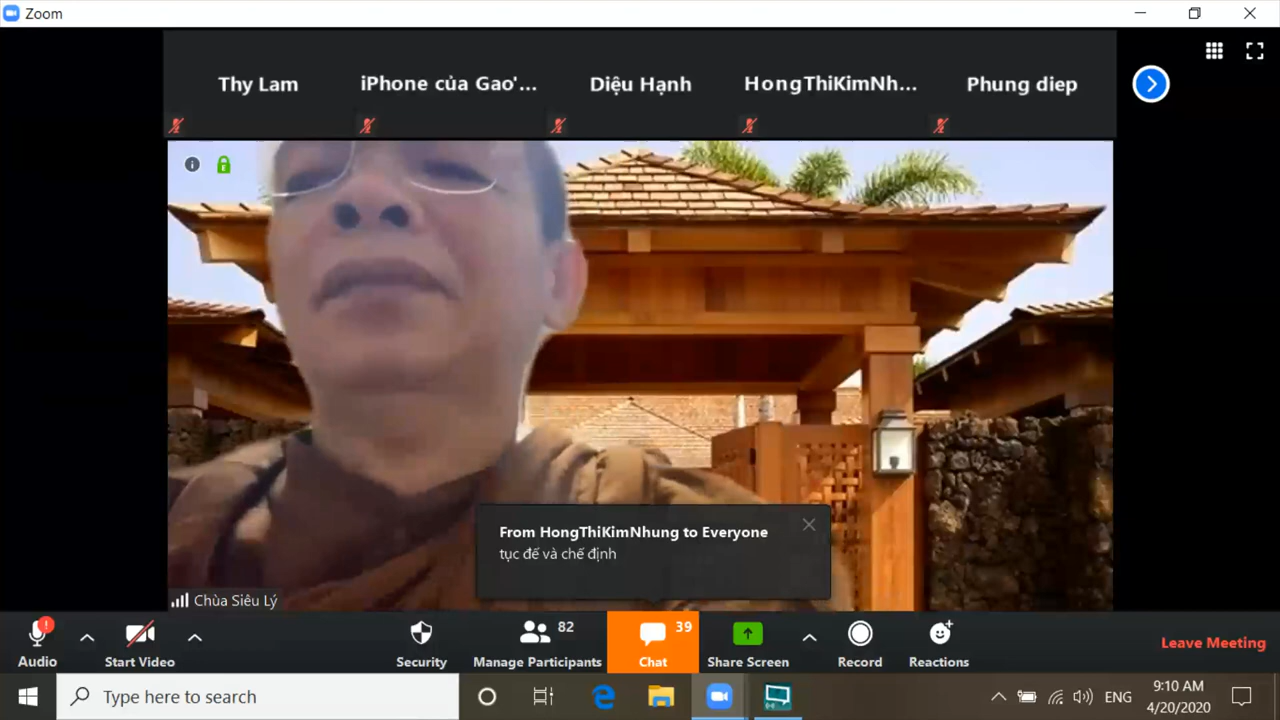 Zoom
Thy Lam
iPhone của Gao'...
Diệu Hạnh
HongThiKimNh...
Phung diep
From HongThiKimNhung to Everyone
tục đế và chế định
Chùa Siêu Lý
Audio
Start Video
Security
82
Manage Participants
39
Chat
Share Screen
Record
Reactions
Leave Meeting
Type here to search
ENG
9:10 AM
4/20/2020